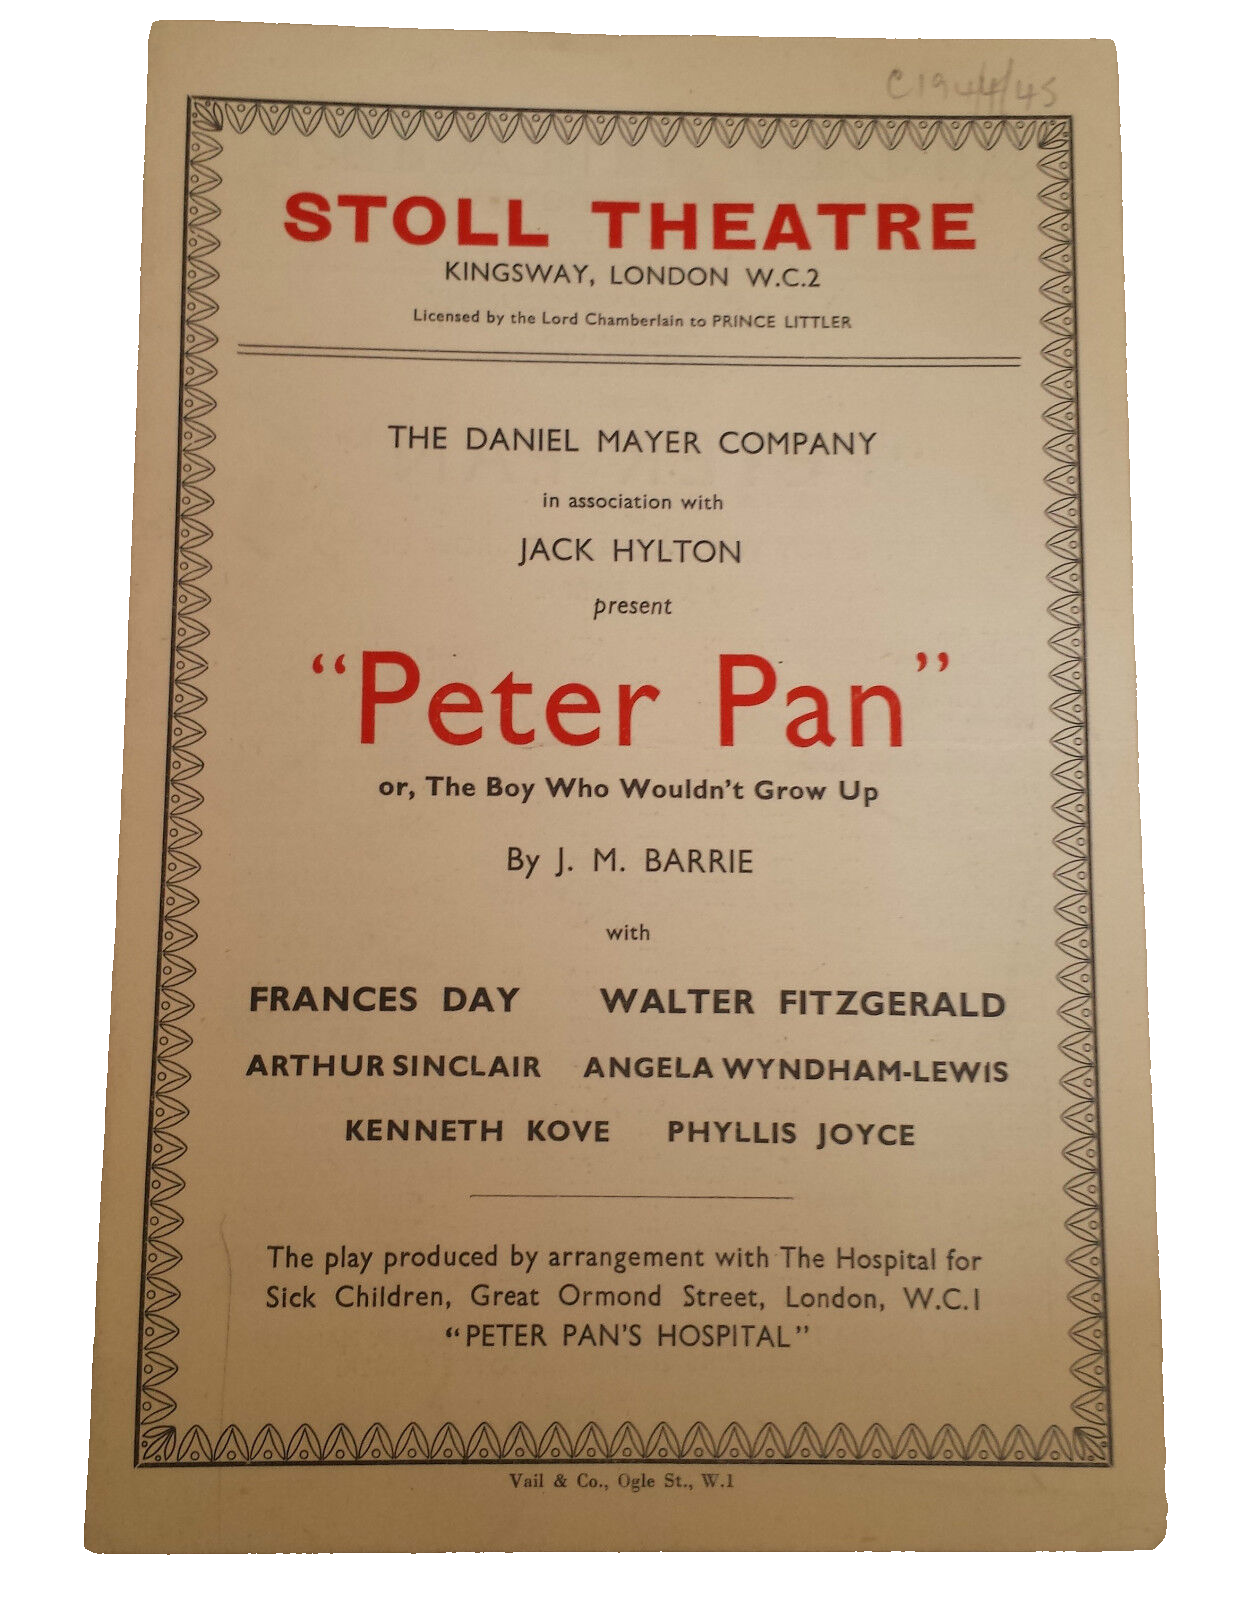 C1944/45
STOLL THEATRE
KINGSWAY, LONDON W.C.2
Licensed by the Lord Chamberlain to PRINCE LITTLER
THE DANIEL MAYER COMPANY
in association with
JACK HYLTON
present
“Peter Pan”
or, The Boy Who Wouldn't Grow Up
By J. M. BARRIE
with
FRANCES DAY WALTER FITZGERALD
ARTHUR SINCLAIR ANGELA WYNDHAM-LEWIS
KENNETH KOVE PHYLLIS JOYCE
The play produced by arrangement with The Hospital for
Sick Children, Great Ormond Street, London, W.C.1
“PETER PAN'S HOSPITAL”
Vail & Co., Ogle St., W.1